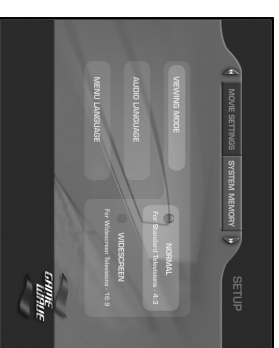 SETUP
MOVIE SETTINGS
SYSTEM MEMORY
VIEWING MODE
NORMAL
For Standard Televisions - 4:3
AUDIO LANGUAGE
WIDESCREEN
For Widescreen Televisions - 16:9
MENU LANGUAGE
GAME
WAVE